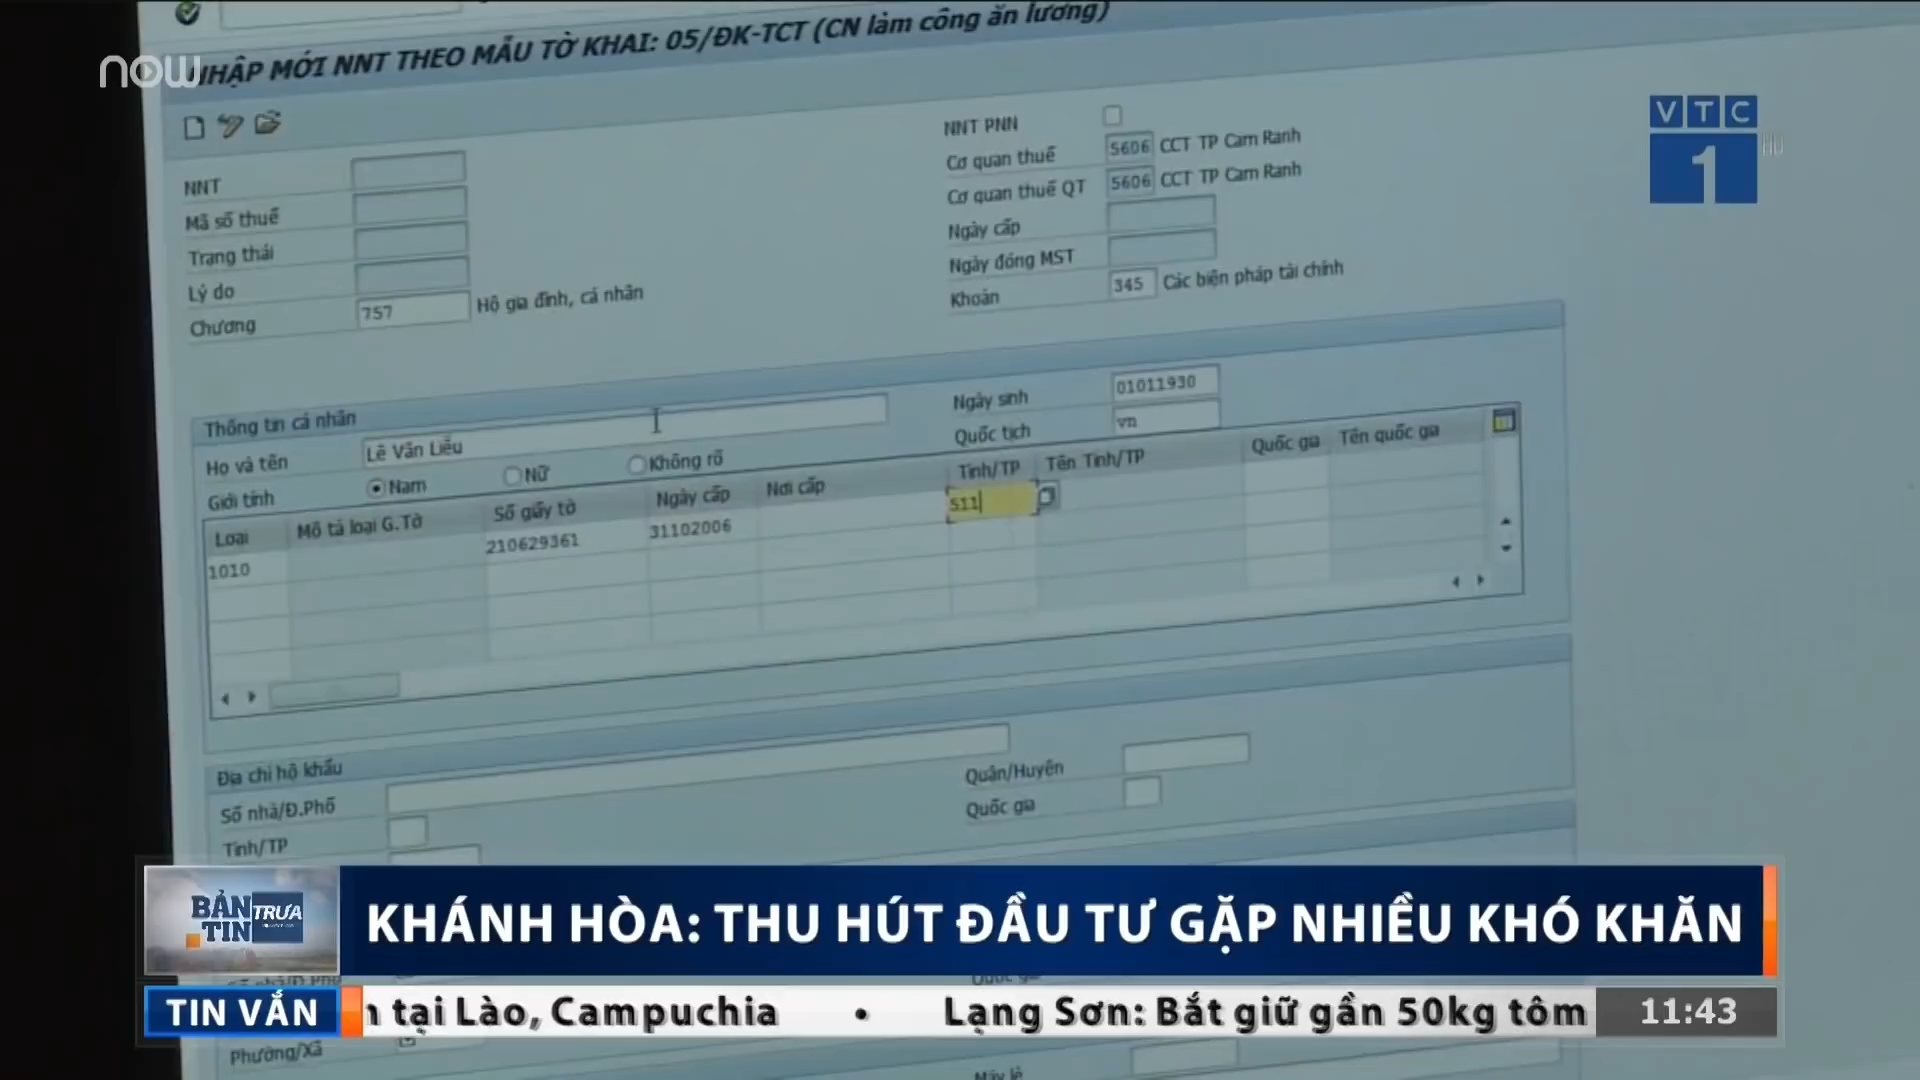 now
NHẬP MỚI NNT THEO MẪU TỜ KHAI: 05/ĐK-TCT (CN làm công ăn lương)
VTC
1
HD
NNT
Mã số thuế
Trạng thái
Lý do
Chương 757 Hộ gia đình, cá nhân
NNT PNN
Cơ quan thuế 5606 CCT TP Cam Ranh
Cơ quan thuế QT 5606 CCT TP Cam Ranh
Ngày cấp
Ngày đóng MST
Khoản 345 Các biện pháp tài chính
Thông tin cá nhân
Họ và tên Lê Văn Liễu
Ngày sinh 01011930
Giới tính Nam Nữ Không rõ
Quốc tịch vn
Loại Mô tả loại G.Tờ Số giấy tờ Ngày cấp Nơi cấp Tỉnh/TP Tên Tỉnh/TP Quốc gia Tên quốc gia
1010 210629361 31102006 511
Địa chỉ hộ khẩu
Số nhà/Đ.Phố
Quận/Huyện
Tỉnh/TP
Quốc gia
BẢN TIN TRƯA
KHÁNH HÒA: THU HÚT ĐẦU TƯ GẶP NHIỀU KHÓ KHĂN
Số nhà/Đ.Phố
Quốc gia
TIN VẮN
n tại Lào, Campuchia • Lạng Sơn: Bắt giữ gần 50kg tôm
11:43
Phường/Xã
Máy lẻ